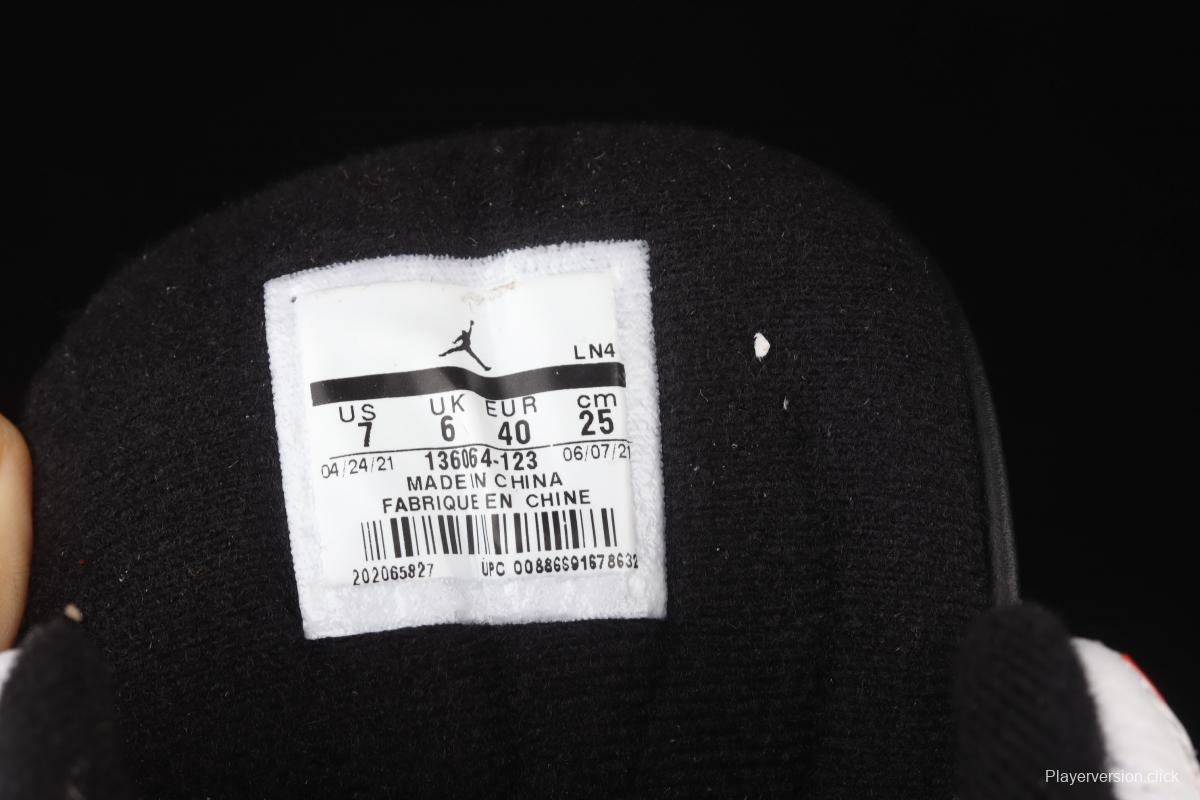 LN4
US UK EUR cm
7 6 40 25
04/24/21 136064-123 06/07/21
MADE IN CHINA
FABRIQUE EN CHINE
202065827 UPC 00886691678632
Playerversion.click